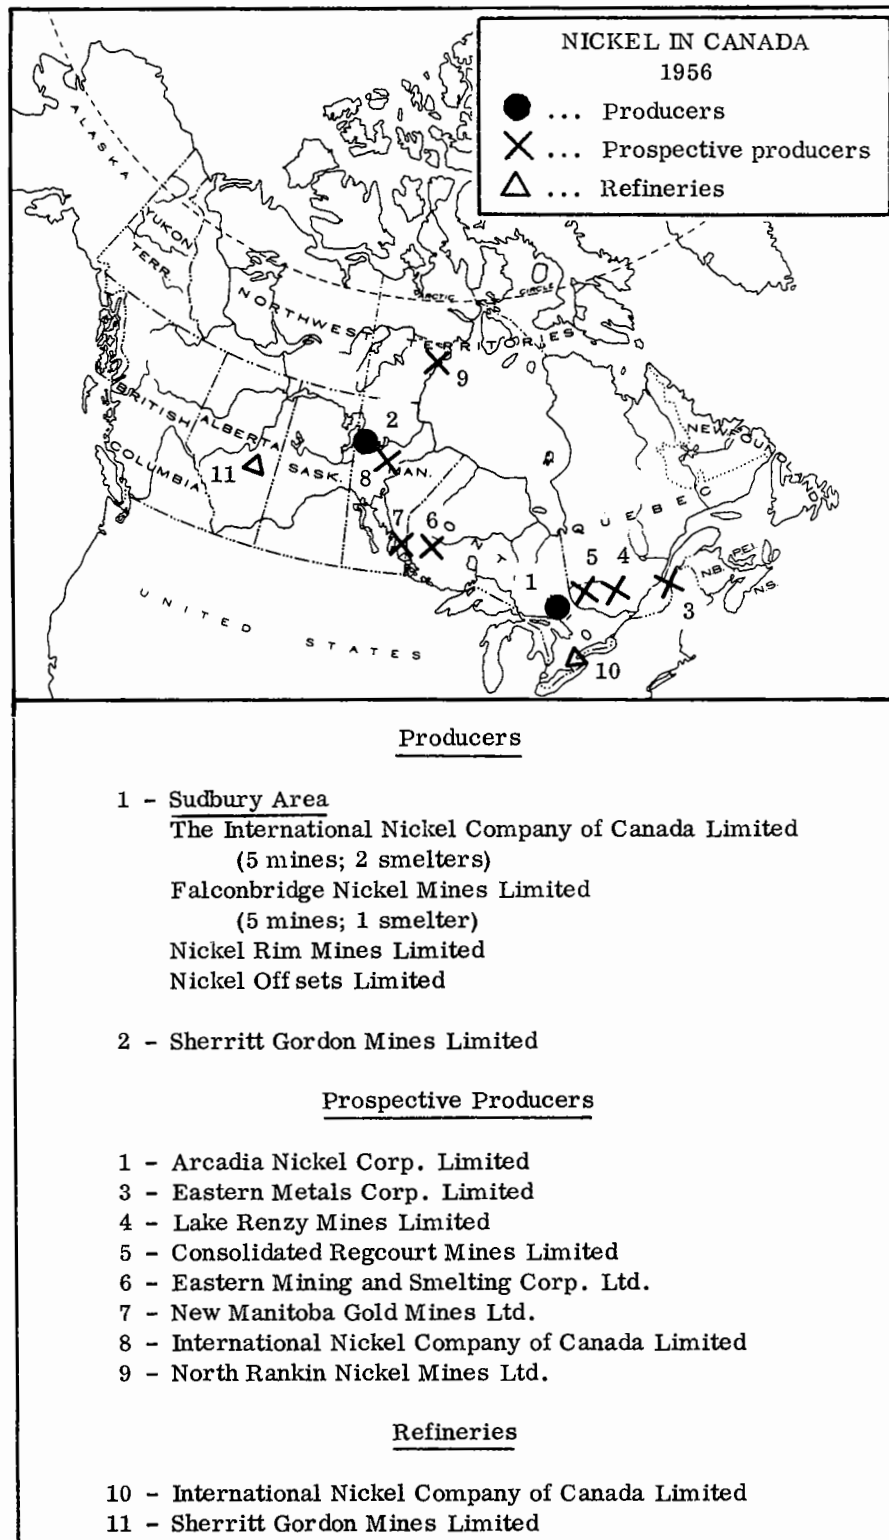 NICKEL IN CANADA
1956
● ... Producers
✕ ... Prospective producers
△ ... Refineries
ALASKA
YUKON
TERR.
NORTHWEST
TERRITORIES
ARCTIC CIRCLE
BRITISH
COLUMBIA
ALBERTA
SASK.
MAN.
ONT.
QUEBEC
NEWFOUNDLAND
N.B.
P.E.I.
N.S.
UNITED STATES
9
2
11
8
7
6
1
5
4
3
10
Producers
1 - Sudbury Area
The International Nickel Company of Canada Limited
(5 mines; 2 smelters)
Falconbridge Nickel Mines Limited
(5 mines; 1 smelter)
Nickel Rim Mines Limited
Nickel Off sets Limited
2 - Sherritt Gordon Mines Limited
Prospective Producers
1 - Arcadia Nickel Corp. Limited
3 - Eastern Metals Corp. Limited
4 - Lake Renzy Mines Limited
5 - Consolidated Regcourt Mines Limited
6 - Eastern Mining and Smelting Corp. Ltd.
7 - New Manitoba Gold Mines Ltd.
8 - International Nickel Company of Canada Limited
9 - North Rankin Nickel Mines Ltd.
Refineries
10 - International Nickel Company of Canada Limited
11 - Sherritt Gordon Mines Limited